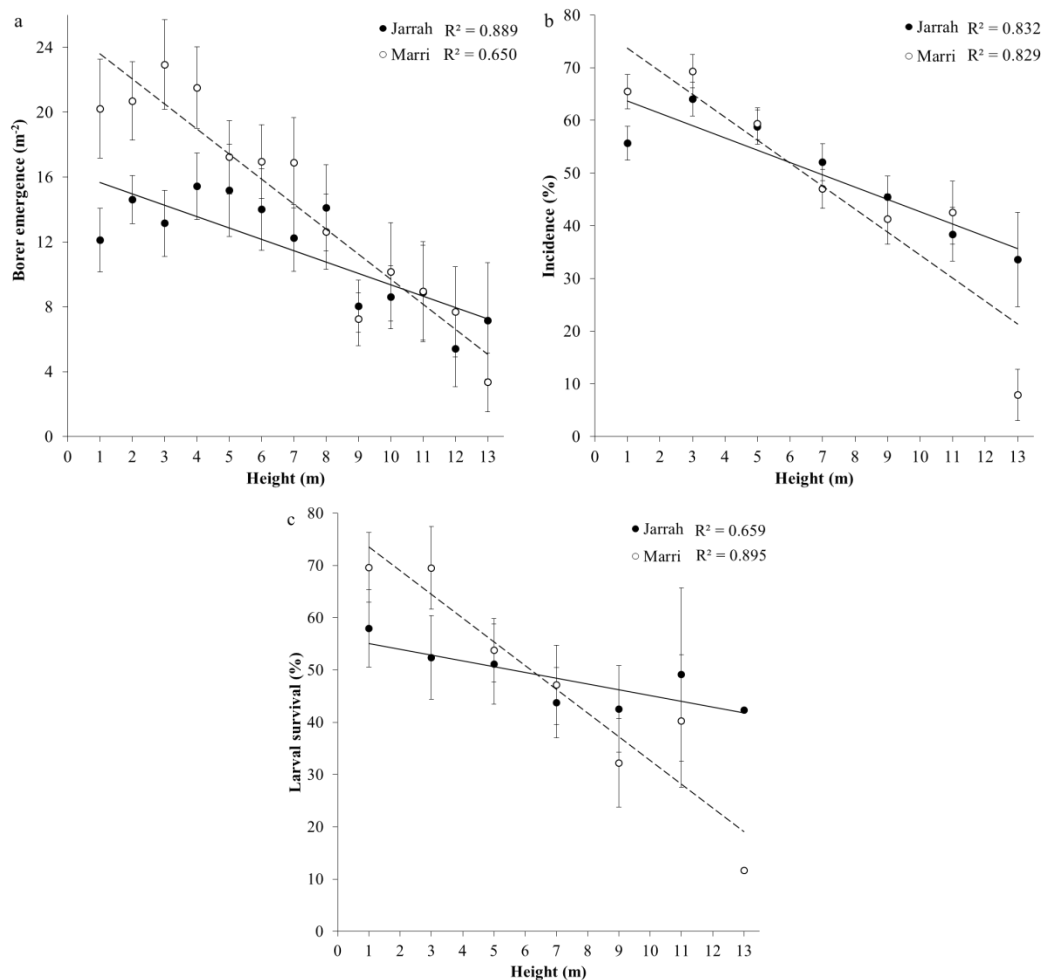 a
Jarrah R² = 0.889
Marri R² = 0.650
24
20
16
12
8
4
0
Borer emergence (m⁻²)
0 1 2 3 4 5 6 7 8 9 10 11 12 13
Height (m)
b
Jarrah R² = 0.832
Marri R² = 0.829
80
70
60
50
40
30
20
10
0
Incidence (%)
0 1 2 3 4 5 6 7 8 9 10 11 12 13
Height (m)
c
Jarrah R² = 0.659
Marri R² = 0.895
80
70
60
50
40
30
20
10
0
Larval survival (%)
0 1 2 3 4 5 6 7 8 9 10 11 12 13
Height (m)